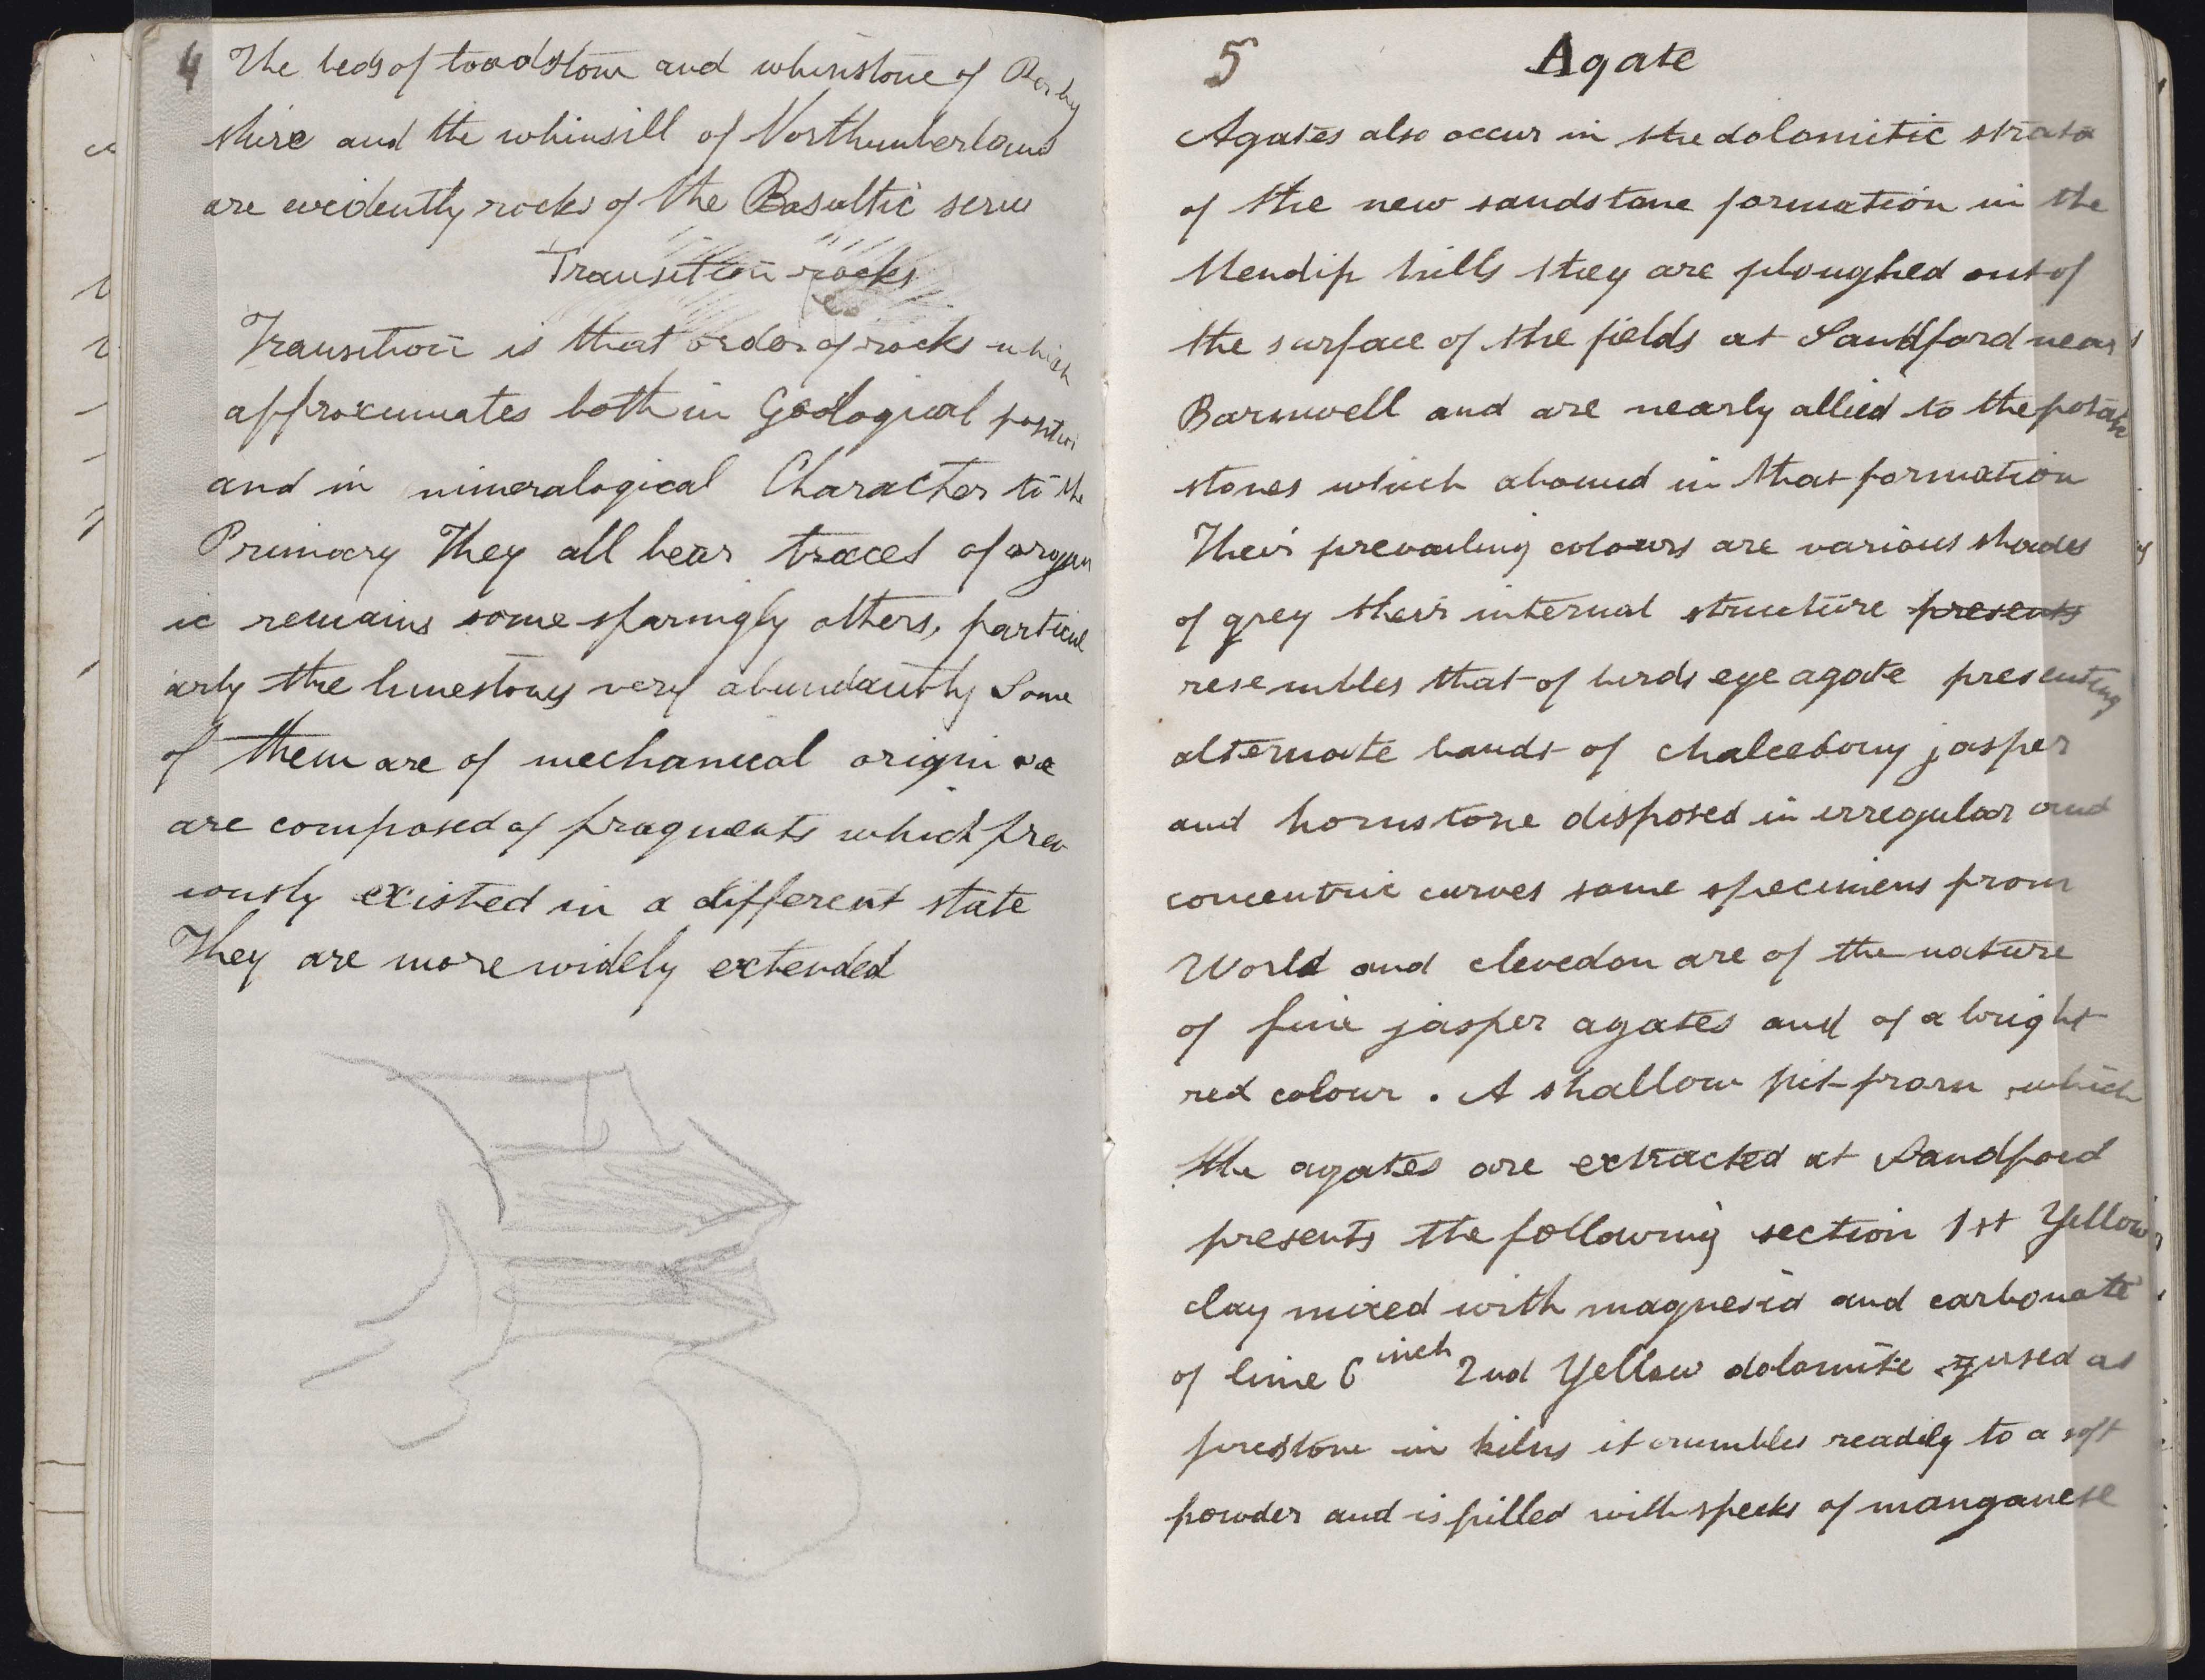 4 The beds of toadstone and whinstone of Derby
shire and the whinsill of Northumberland
are evidently rocks of the Basaltic series
Transition rocks
Transition is that order of rocks which
approximates both in Geological position
and in mineralogical Character to the
Primary They all bear traces of organ
ic remains some sparingly others, particul
arly the limestones very abundantly Some
of them are of mechanical origin
are composed of fragments which prev
iously existed in a different state
They are more widely extended
5 Agate
Agates also occur in the dolomitic strata
of the new sandstone formation in the
Mendip hills they are ploughed out of
the surface of the fields at Sandford near
Barnwell and are nearly allied to the potatoe
stones which abound in that formation
Their prevailing colours are various shades
of grey their internal structure presents
resembles that of birds eye agate presenting
alternate bands of chalcebony jasper
and hornstone disposed in irregular and
concentric curves some specimens from
World and clevedon are of the nature
of fine jasper agates and of a bright
red colour . A shallow pit from which
the agates are extracted at Sandford
presents the following section 1st Yellow
clay mixed with magnesia and carbonate
of lime 6 inch 2nd Yellow dolomite used as
firestone in kilns it crumbles readily to a soft
powder and is filled with specks of manganese